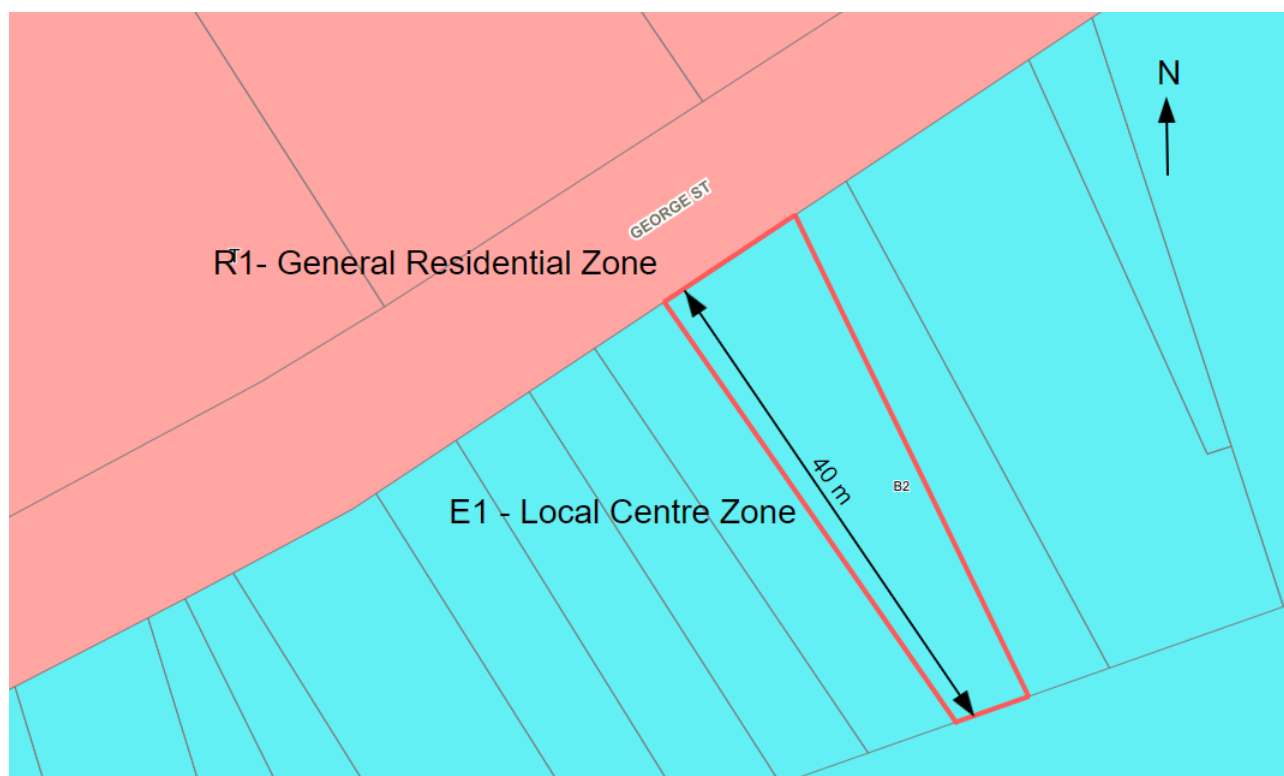 N
GEORGE ST
R1- General Residential Zone
T
40 m
B2
E1 - Local Centre Zone